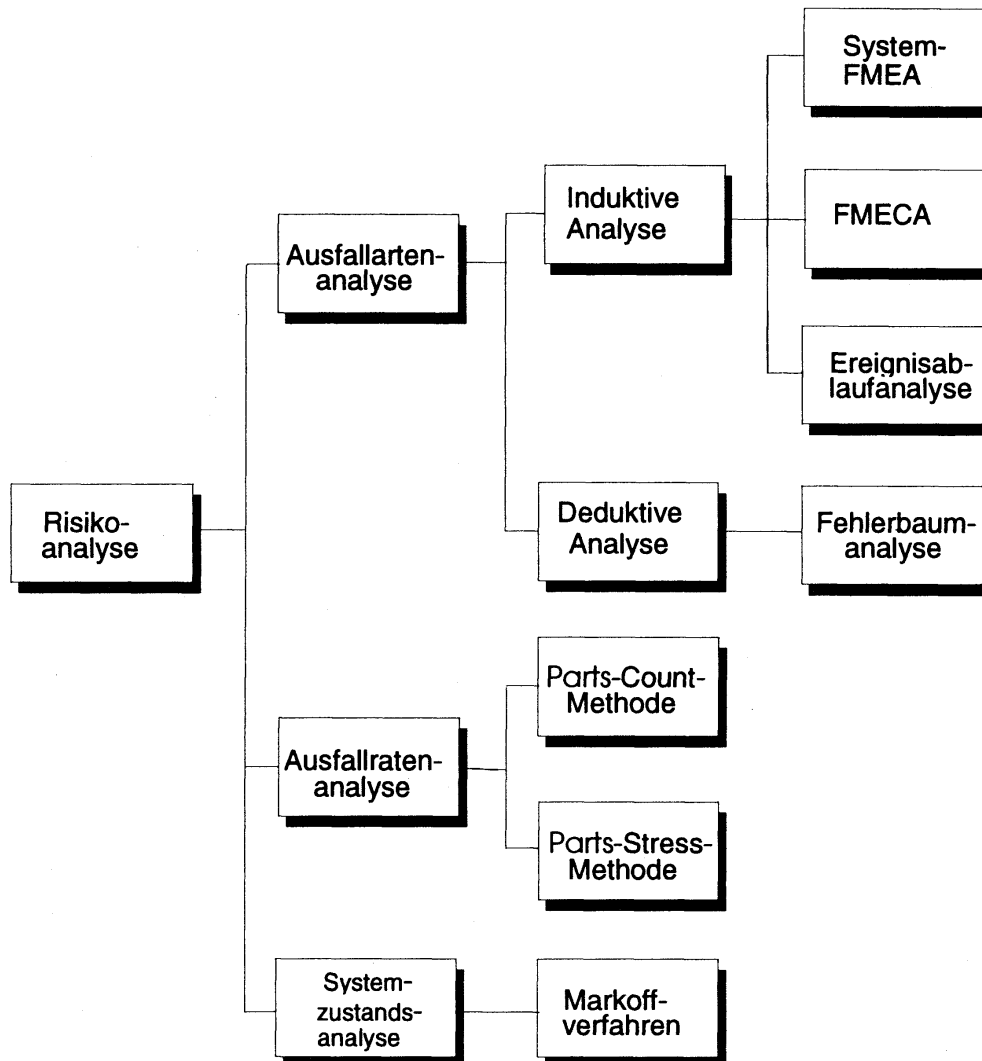 System-
FMEA
Induktive
Analyse
FMECA
Ausfallarten-
analyse
Ereignisab-
laufanalyse
Risiko-
analyse
Deduktive
Analyse
Fehlerbaum-
analyse
Parts-Count-
Methode
Ausfallraten-
analyse
Parts-Stress-
Methode
System-
zustands-
analyse
Markoff-
verfahren